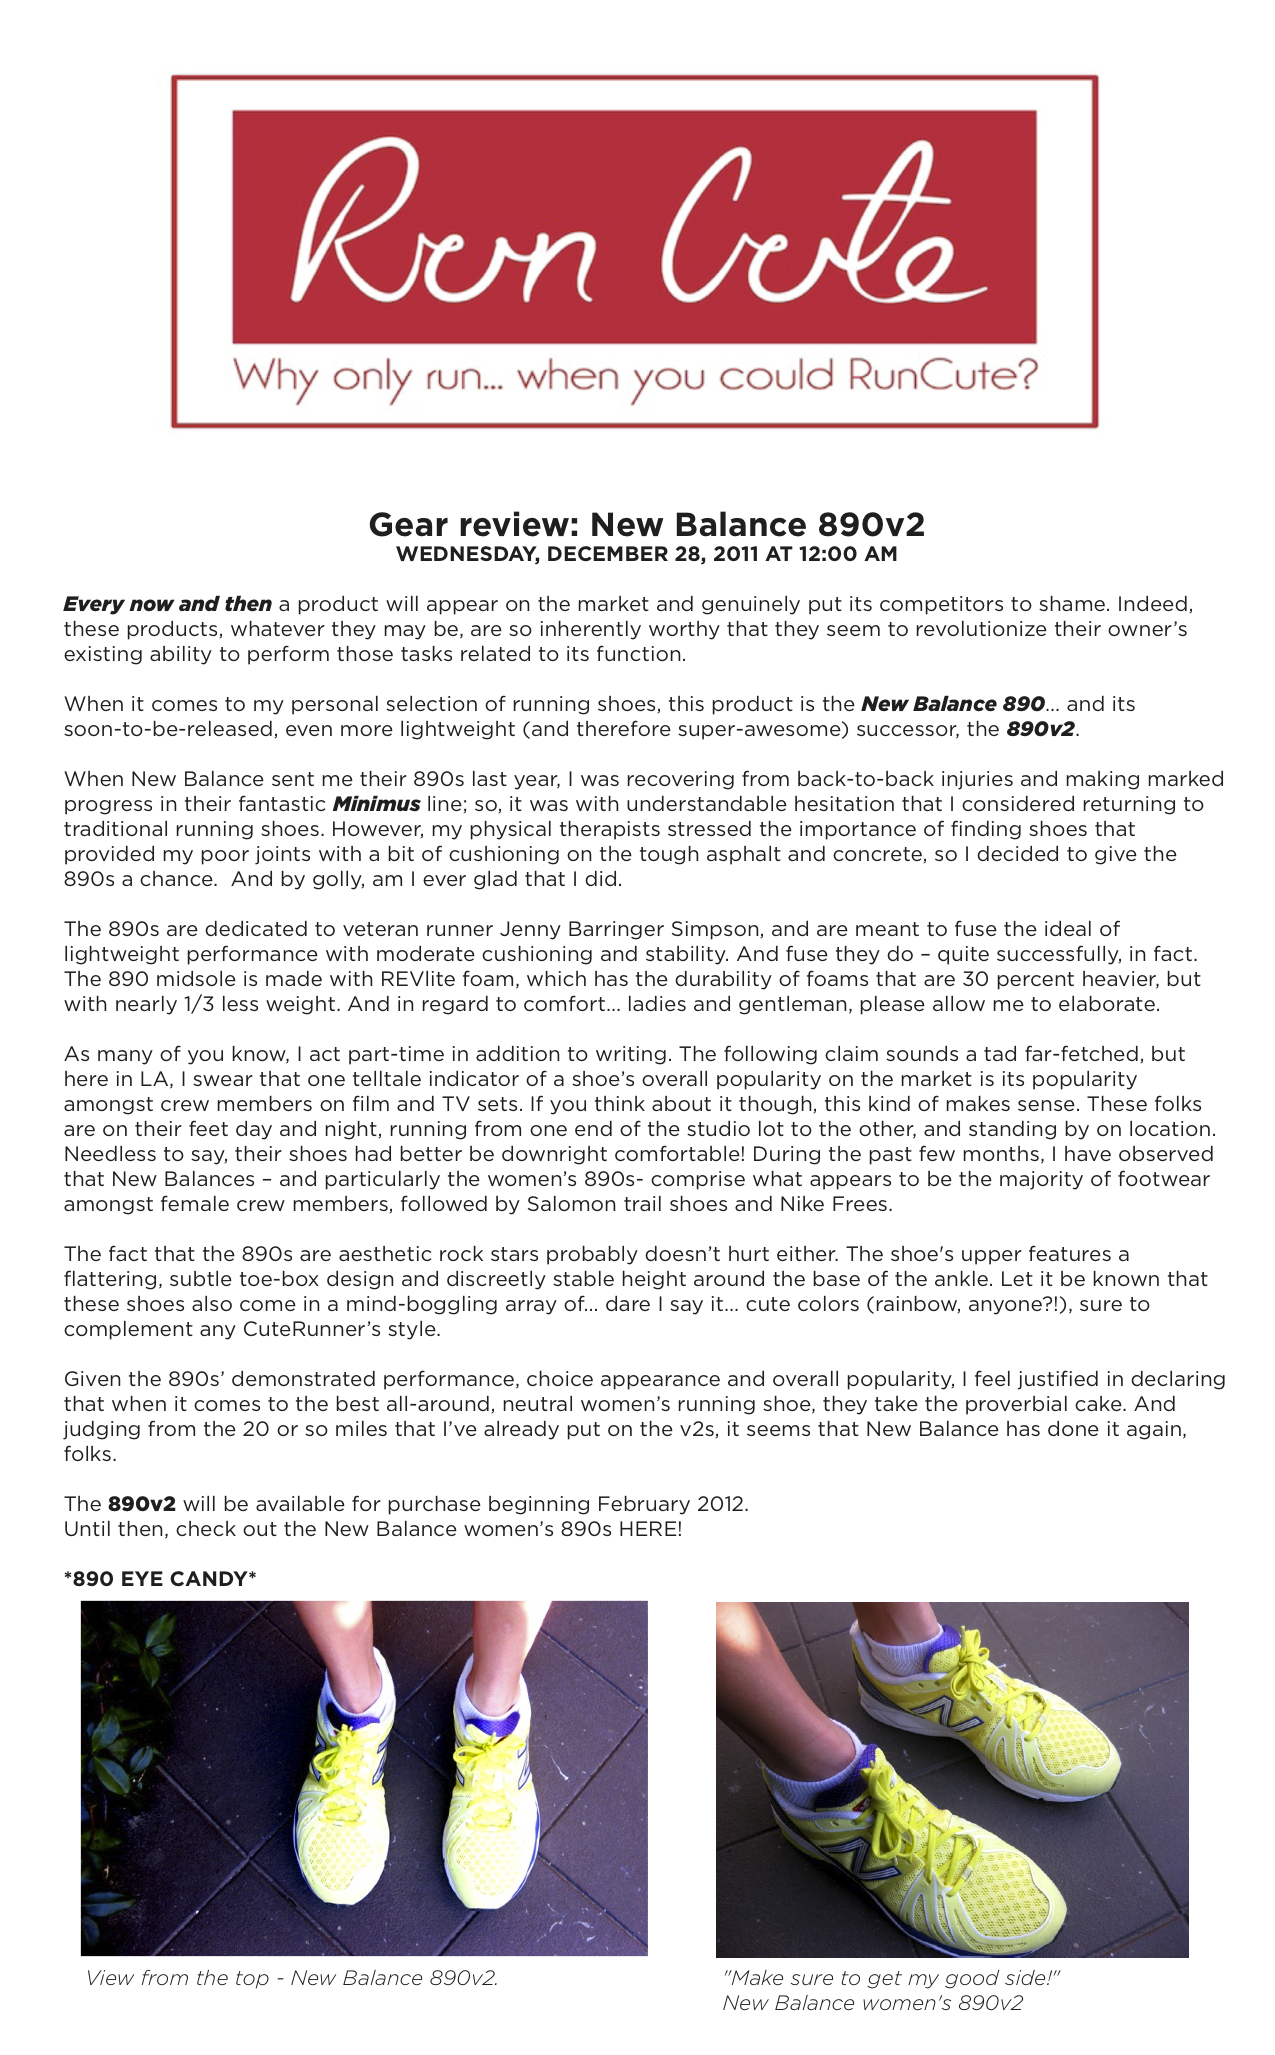 Run Cute
Why only run... when you could RunCute?
Gear review: New Balance 890v2
WEDNESDAY, DECEMBER 28, 2011 AT 12:00 AM
Every now and then a product will appear on the market and genuinely put its competitors to shame. Indeed,
these products, whatever they may be, are so inherently worthy that they seem to revolutionize their owner’s
existing ability to perform those tasks related to its function.
When it comes to my personal selection of running shoes, this product is the New Balance 890... and its
soon-to-be-released, even more lightweight (and therefore super-awesome) successor, the 890v2.
When New Balance sent me their 890s last year, I was recovering from back-to-back injuries and making marked
progress in their fantastic Minimus line; so, it was with understandable hesitation that I considered returning to
traditional running shoes. However, my physical therapists stressed the importance of finding shoes that
provided my poor joints with a bit of cushioning on the tough asphalt and concrete, so I decided to give the
890s a chance.  And by golly, am I ever glad that I did.
The 890s are dedicated to veteran runner Jenny Barringer Simpson, and are meant to fuse the ideal of
lightweight performance with moderate cushioning and stability. And fuse they do – quite successfully, in fact.
The 890 midsole is made with REVlite foam, which has the durability of foams that are 30 percent heavier, but
with nearly 1/3 less weight. And in regard to comfort... ladies and gentleman, please allow me to elaborate.
As many of you know, I act part-time in addition to writing. The following claim sounds a tad far-fetched, but
here in LA, I swear that one telltale indicator of a shoe’s overall popularity on the market is its popularity
amongst crew members on film and TV sets. If you think about it though, this kind of makes sense. These folks
are on their feet day and night, running from one end of the studio lot to the other, and standing by on location.
Needless to say, their shoes had better be downright comfortable! During the past few months, I have observed
that New Balances – and particularly the women’s 890s- comprise what appears to be the majority of footwear
amongst female crew members, followed by Salomon trail shoes and Nike Frees.
The fact that the 890s are aesthetic rock stars probably doesn’t hurt either. The shoe's upper features a
flattering, subtle toe-box design and discreetly stable height around the base of the ankle. Let it be known that
these shoes also come in a mind-boggling array of... dare I say it... cute colors (rainbow, anyone?!), sure to
complement any CuteRunner’s style.
Given the 890s’ demonstrated performance, choice appearance and overall popularity, I feel justified in declaring
that when it comes to the best all-around, neutral women’s running shoe, they take the proverbial cake. And
judging from the 20 or so miles that I’ve already put on the v2s, it seems that New Balance has done it again,
folks.
The 890v2 will be available for purchase beginning February 2012.
Until then, check out the New Balance women’s 890s HERE!
*890 EYE CANDY*
View from the top - New Balance 890v2.
"Make sure to get my good side!"
New Balance women's 890v2